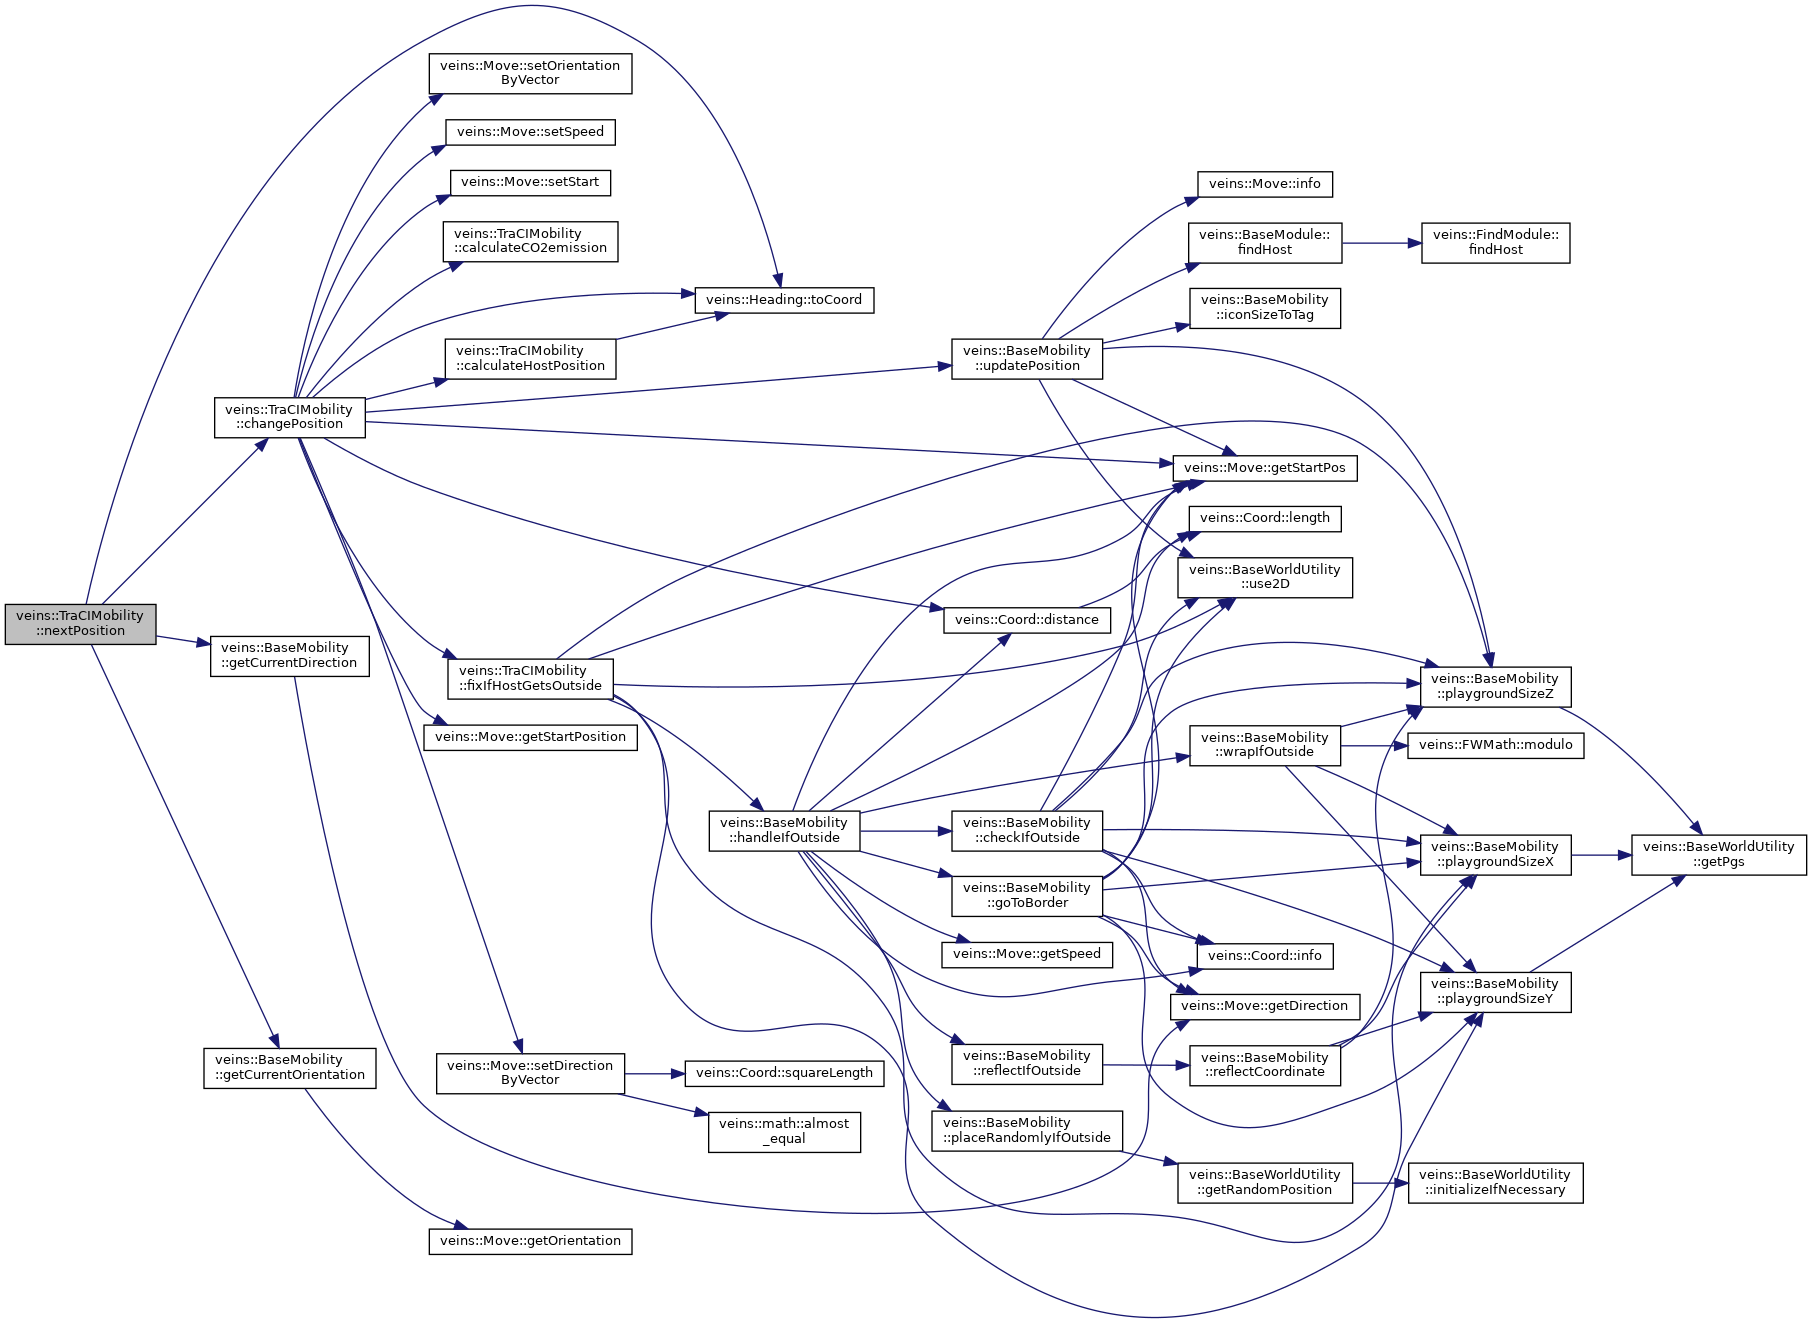 veins::TraCIMobility
::nextPosition
veins::TraCIMobility
::changePosition
veins::BaseMobility
::getCurrentDirection
veins::BaseMobility
::getCurrentOrientation
veins::Move::setOrientation
ByVector
veins::Move::setSpeed
veins::Move::setStart
veins::TraCIMobility
::calculateCO2emission
veins::Heading::toCoord
veins::TraCIMobility
::calculateHostPosition
veins::TraCIMobility
::fixIfHostGetsOutside
veins::Move::getStartPosition
veins::Move::setDirection
ByVector
veins::Move::getOrientation
veins::Coord::squareLength
veins::math::almost
_equal
veins::BaseMobility
::handleIfOutside
veins::BaseMobility
::updatePosition
veins::Coord::distance
veins::BaseMobility
::checkIfOutside
veins::BaseMobility
::goToBorder
veins::Move::getSpeed
veins::BaseMobility
::reflectIfOutside
veins::BaseMobility
::placeRandomlyIfOutside
veins::Move::info
veins::BaseModule::
findHost
veins::BaseMobility
::iconSizeToTag
veins::Move::getStartPos
veins::Coord::length
veins::BaseWorldUtility
::use2D
veins::BaseMobility
::wrapIfOutside
veins::Coord::info
veins::Move::getDirection
veins::BaseMobility
::reflectCoordinate
veins::BaseWorldUtility
::getRandomPosition
veins::FindModule::
findHost
veins::BaseMobility
::playgroundSizeZ
veins::FWMath::modulo
veins::BaseMobility
::playgroundSizeX
veins::BaseMobility
::playgroundSizeY
veins::BaseWorldUtility
::initializeIfNecessary
veins::BaseWorldUtility
::getPgs